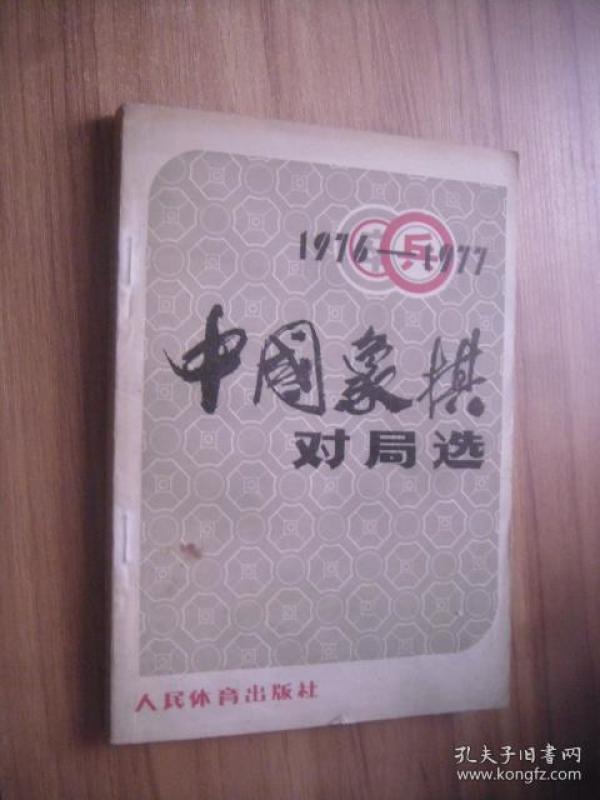 1976—1977
兵
中國象棋
对局选
人民体育出版社
孔夫子旧书网
www.kongfz.com